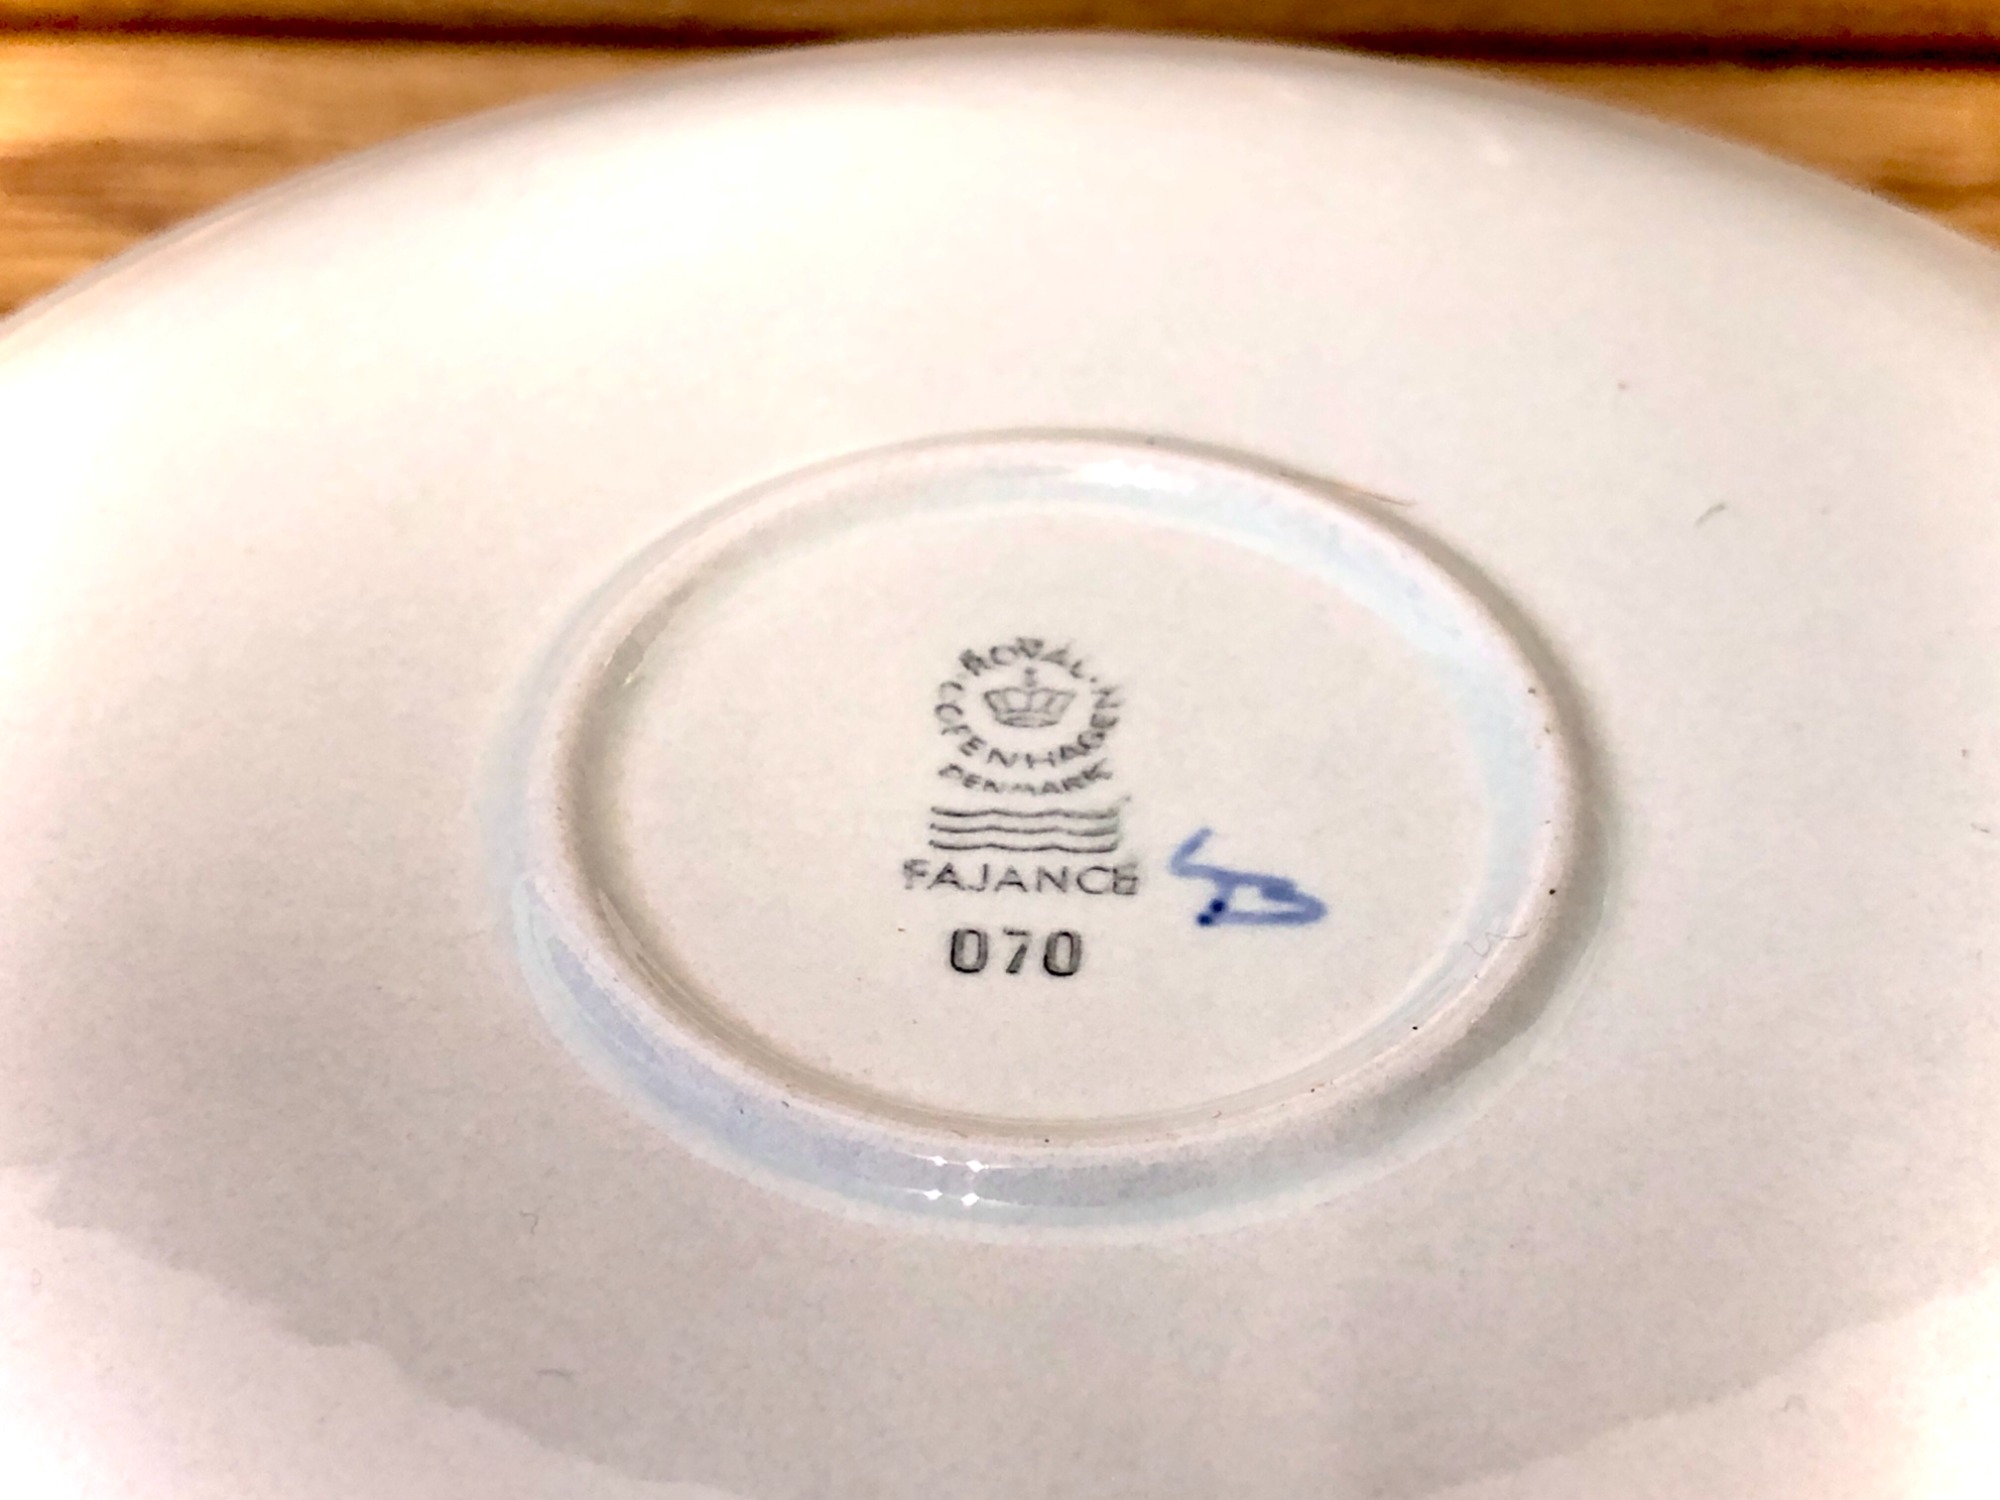 ROYAL
COPENHAGEN
DENMARK
FAJANCE
070